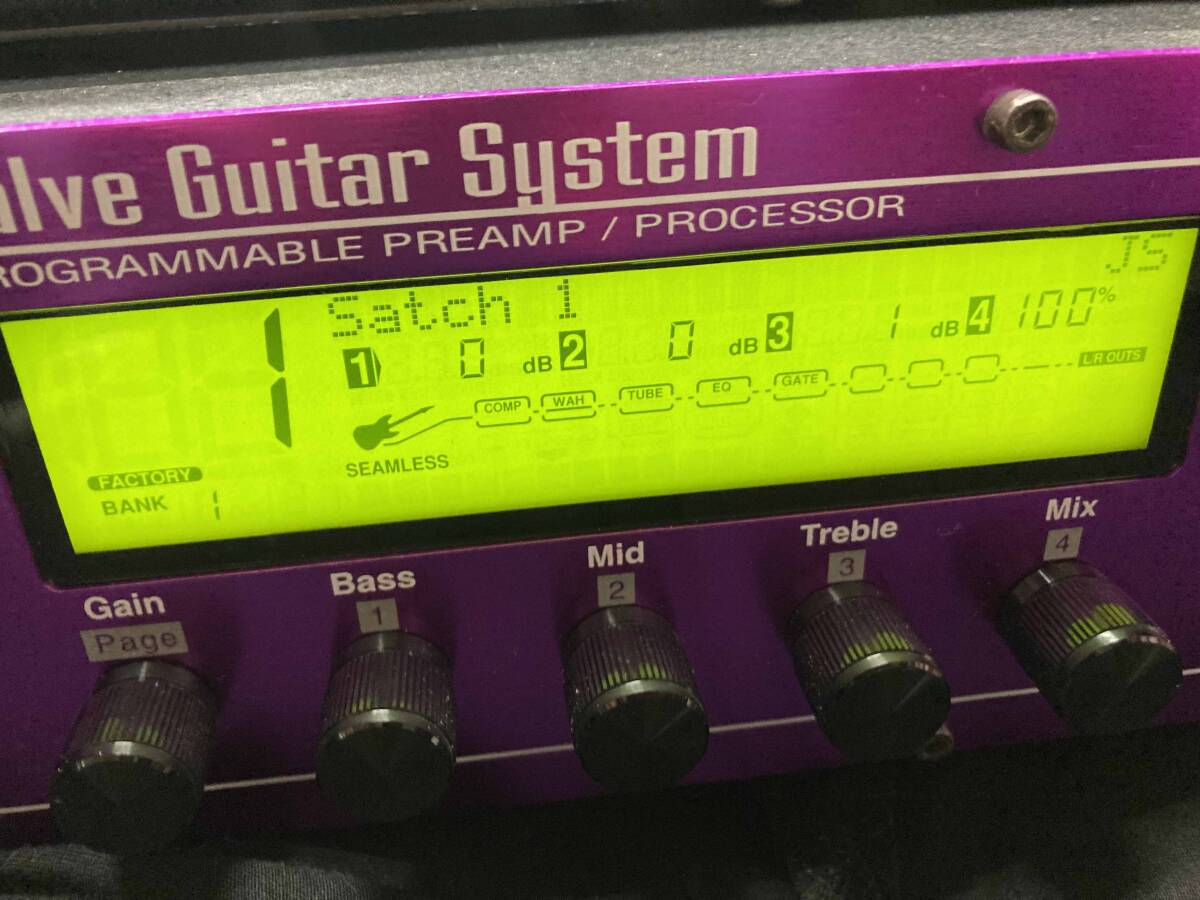 alve Guitar System
ROGRAMMABLE PREAMP / PROCESSOR
JS
Satch 1
1
1 0 dB 2 0 dB 3 1 dB 4 100%
COMP WAH TUBE EQ GATE L/R OUTS
SEAMLESS
FACTORY
BANK 1
Gain Bass Mid Treble Mix
Page 1 2 3 4